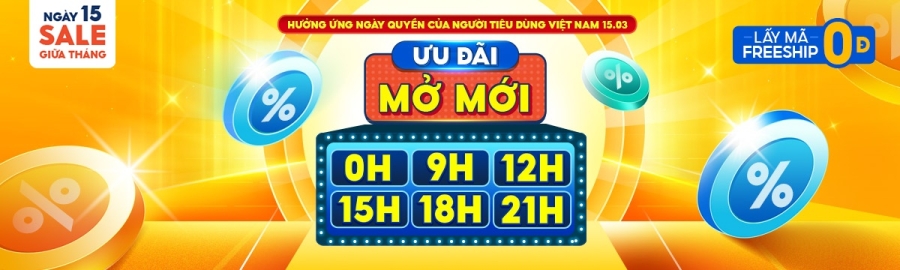 NGÀY 15
SALE
GIỮA THÁNG
HƯỞNG ỨNG NGÀY QUYỀN CỦA NGƯỜI TIÊU DÙNG VIỆT NAM 15.03
LẤY MÃ
FREESHIP
0Đ
ƯU ĐÃI
MỞ MỚI
%
%
%
%
0H 9H 12H
15H 18H 21H